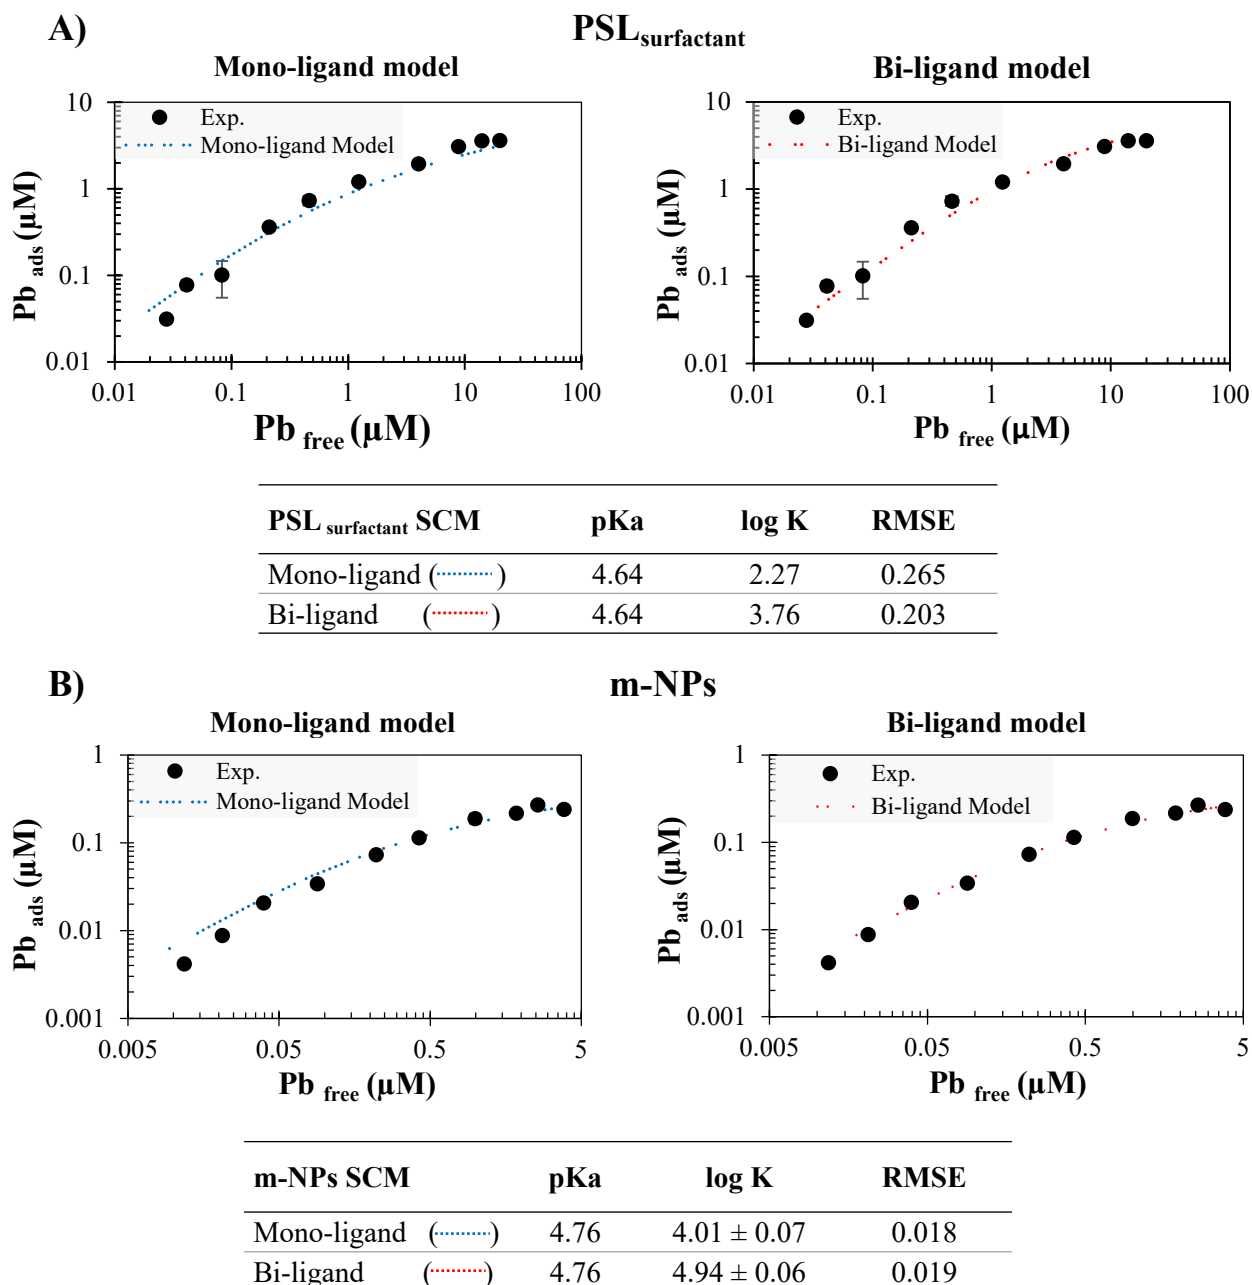 A)
PSL surfactant
Mono-ligand model
Bi-ligand model
10
1
0.1
0.01
Pb ads (µM)
Exp.
Mono-ligand Model
0.01 0.1 1 10 100
Pb free (µM)
10
1
0.1
0.01
Pb ads (µM)
Exp.
Bi-ligand Model
0.01 0.1 1 10 100
Pb free (µM)
PSL surfactant SCM pKa log K RMSE
Mono-ligand ( ) 4.64 2.27 0.265
Bi-ligand ( ) 4.64 3.76 0.203
B)
m-NPs
Mono-ligand model
Bi-ligand model
1
0.1
0.01
0.001
Pb ads (µM)
Exp.
Mono-ligand Model
0.005 0.05 0.5 5
Pb free (µM)
1
0.1
0.01
0.001
Pb ads (µM)
Exp.
Bi-ligand Model
0.005 0.05 0.5 5
Pb free (µM)
m-NPs SCM pKa log K RMSE
Mono-ligand ( ) 4.76 4.01 ± 0.07 0.018
Bi-ligand ( ) 4.76 4.94 ± 0.06 0.019